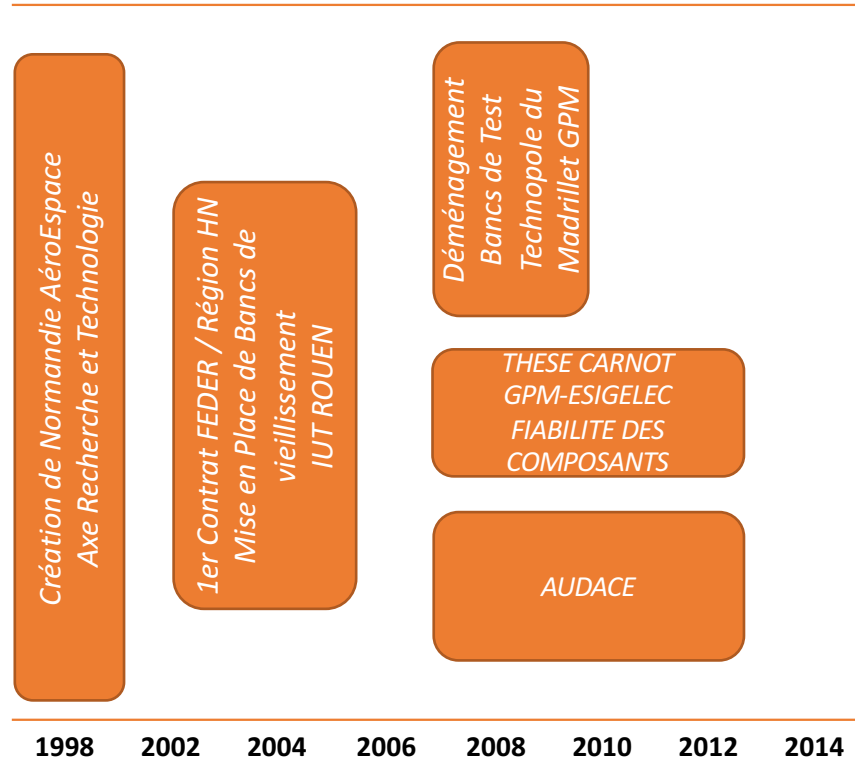 Création de Normandie AéroEspace
Axe Recherche et Technologie
1er Contrat FEDER / Région HN
Mise en Place de Bancs de
vieillissement
IUT ROUEN
Déménagement
Bancs de Test
Technopole du
Madrillet GPM
THESE CARNOT
GPM-ESIGELEC
FIABILITE DES
COMPOSANTS
AUDACE
1998 2002 2004 2006 2008 2010 2012 2014